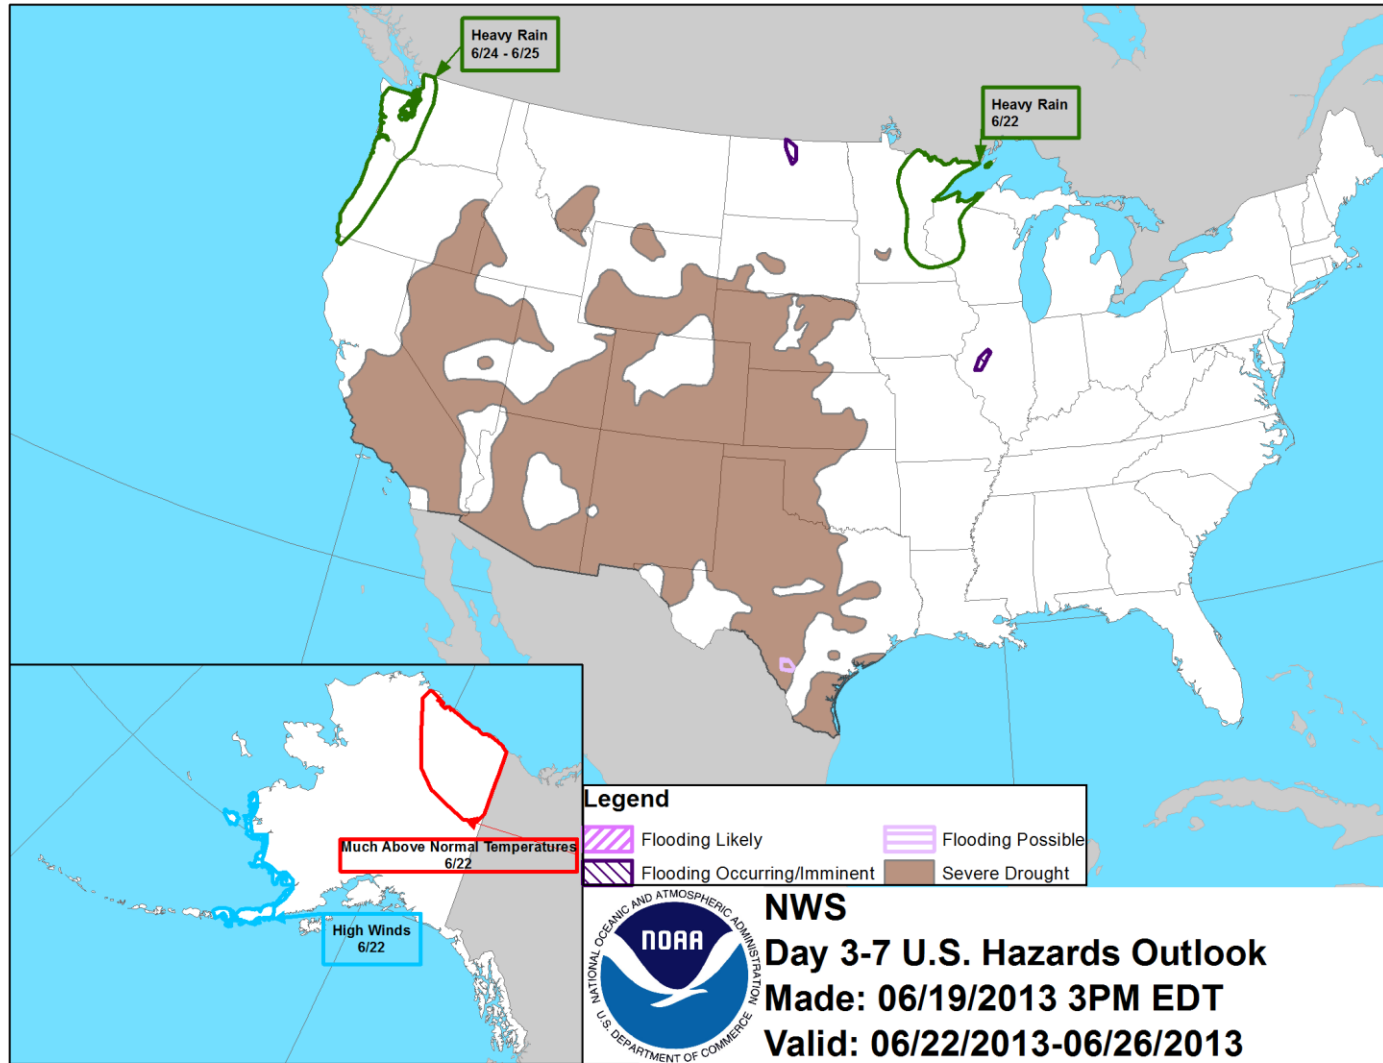 Heavy Rain
6/24 - 6/25
Heavy Rain
6/22
Much Above Normal Temperatures
6/22
High Winds
6/22
Legend
Flooding Likely
Flooding Possible
Flooding Occurring/Imminent
Severe Drought
NATIONAL OCEANIC AND ATMOSPHERIC ADMINISTRATION
NOAA
U.S. DEPARTMENT OF COMMERCE
NWS
Day 3-7 U.S. Hazards Outlook
Made: 06/19/2013 3PM EDT
Valid: 06/22/2013-06/26/2013